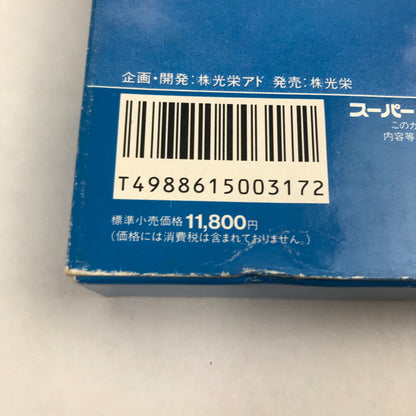 企画・開発:株光栄アド 発売:株光栄
スーパー
このカ
内容等
T4988615003172
標準小売価格 11,800円
(価格には消費税は含まれておりません。)